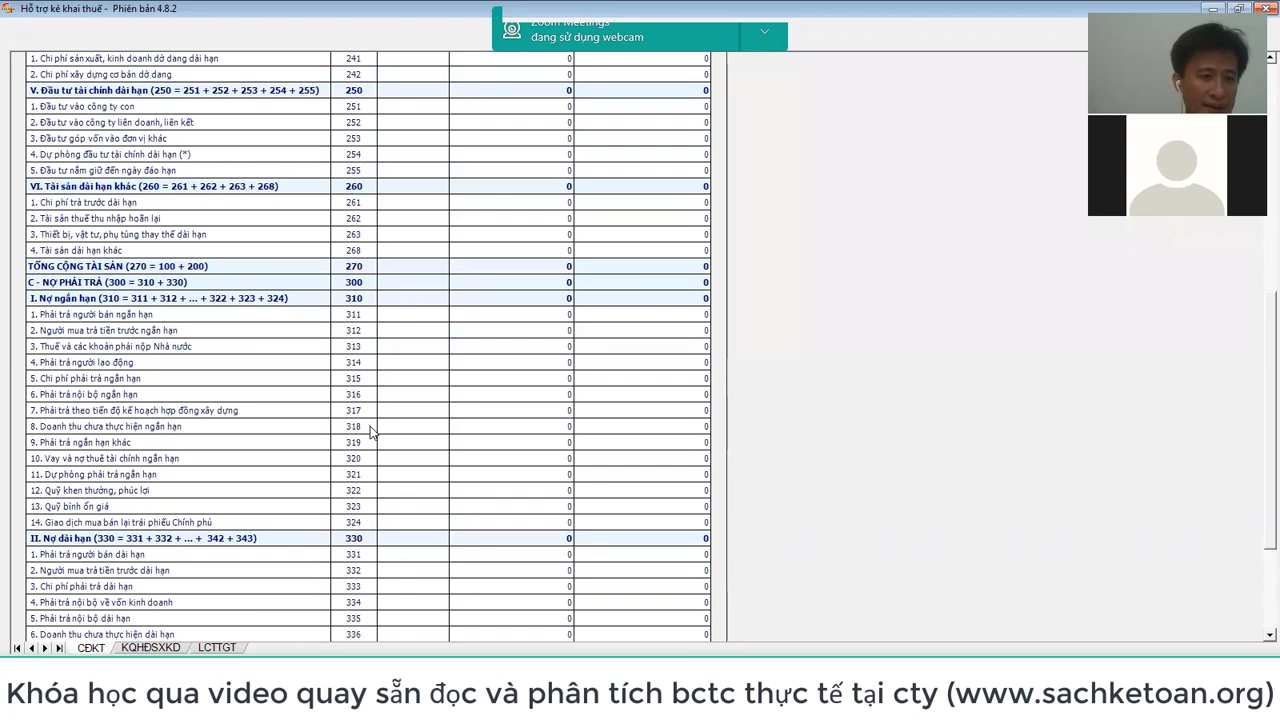 Hỗ trợ kê khai thuế - Phiên bản 4.8.2
Zoom Meetings
đang sử dụng webcam
1. Chi phí sản xuất, kinh doanh dở dang dài hạn 241 0 0
2. Chi phí xây dựng cơ bản dở dang 242 0 0
V. Đầu tư tài chính dài hạn (250 = 251 + 252 + 253 + 254 + 255) 250 0 0
1. Đầu tư vào công ty con 251 0 0
2. Đầu tư vào công ty liên doanh, liên kết 252 0 0
3. Đầu tư góp vốn vào đơn vị khác 253 0 0
4. Dự phòng đầu tư tài chính dài hạn (*) 254 0 0
5. Đầu tư nắm giữ đến ngày đáo hạn 255 0 0
VI. Tài sản dài hạn khác (260 = 261 + 262 + 263 + 268) 260 0 0
1. Chi phí trả trước dài hạn 261 0 0
2. Tài sản thuế thu nhập hoãn lại 262 0 0
3. Thiết bị, vật tư, phụ tùng thay thế dài hạn 263 0 0
4. Tài sản dài hạn khác 268 0 0
TỔNG CỘNG TÀI SẢN (270 = 100 + 200) 270 0 0
C - NỢ PHẢI TRẢ (300 = 310 + 330) 300 0 0
I. Nợ ngắn hạn (310 = 311 + 312 + ... + 322 + 323 + 324) 310 0 0
1. Phải trả người bán ngắn hạn 311 0 0
2. Người mua trả tiền trước ngắn hạn 312 0 0
3. Thuế và các khoản phải nộp Nhà nước 313 0 0
4. Phải trả người lao động 314 0 0
5. Chi phí phải trả ngắn hạn 315 0 0
6. Phải trả nội bộ ngắn hạn 316 0 0
7. Phải trả theo tiến độ kế hoạch hợp đồng xây dựng 317 0 0
8. Doanh thu chưa thực hiện ngắn hạn 318 0 0
9. Phải trả ngắn hạn khác 319 0 0
10. Vay và nợ thuê tài chính ngắn hạn 320 0 0
11. Dự phòng phải trả ngắn hạn 321 0 0
12. Quỹ khen thưởng, phúc lợi 322 0 0
13. Quỹ bình ổn giá 323 0 0
14. Giao dịch mua bán lại trái phiếu Chính phủ 324 0 0
II. Nợ dài hạn (330 = 331 + 332 + ... + 342 + 343) 330 0 0
1. Phải trả người bán dài hạn 331 0 0
2. Người mua trả tiền trước dài hạn 332 0 0
3. Chi phí phải trả dài hạn 333 0 0
4. Phải trả nội bộ về vốn kinh doanh 334 0 0
5. Phải trả nội bộ dài hạn 335 0 0
6. Doanh thu chưa thực hiện dài hạn 336 0 0
CĐKT KQHĐSXKD LCTTGT
Khóa học qua video quay sẵn đọc và phân tích bctc thực tế tại cty (www.sachketoan.org)